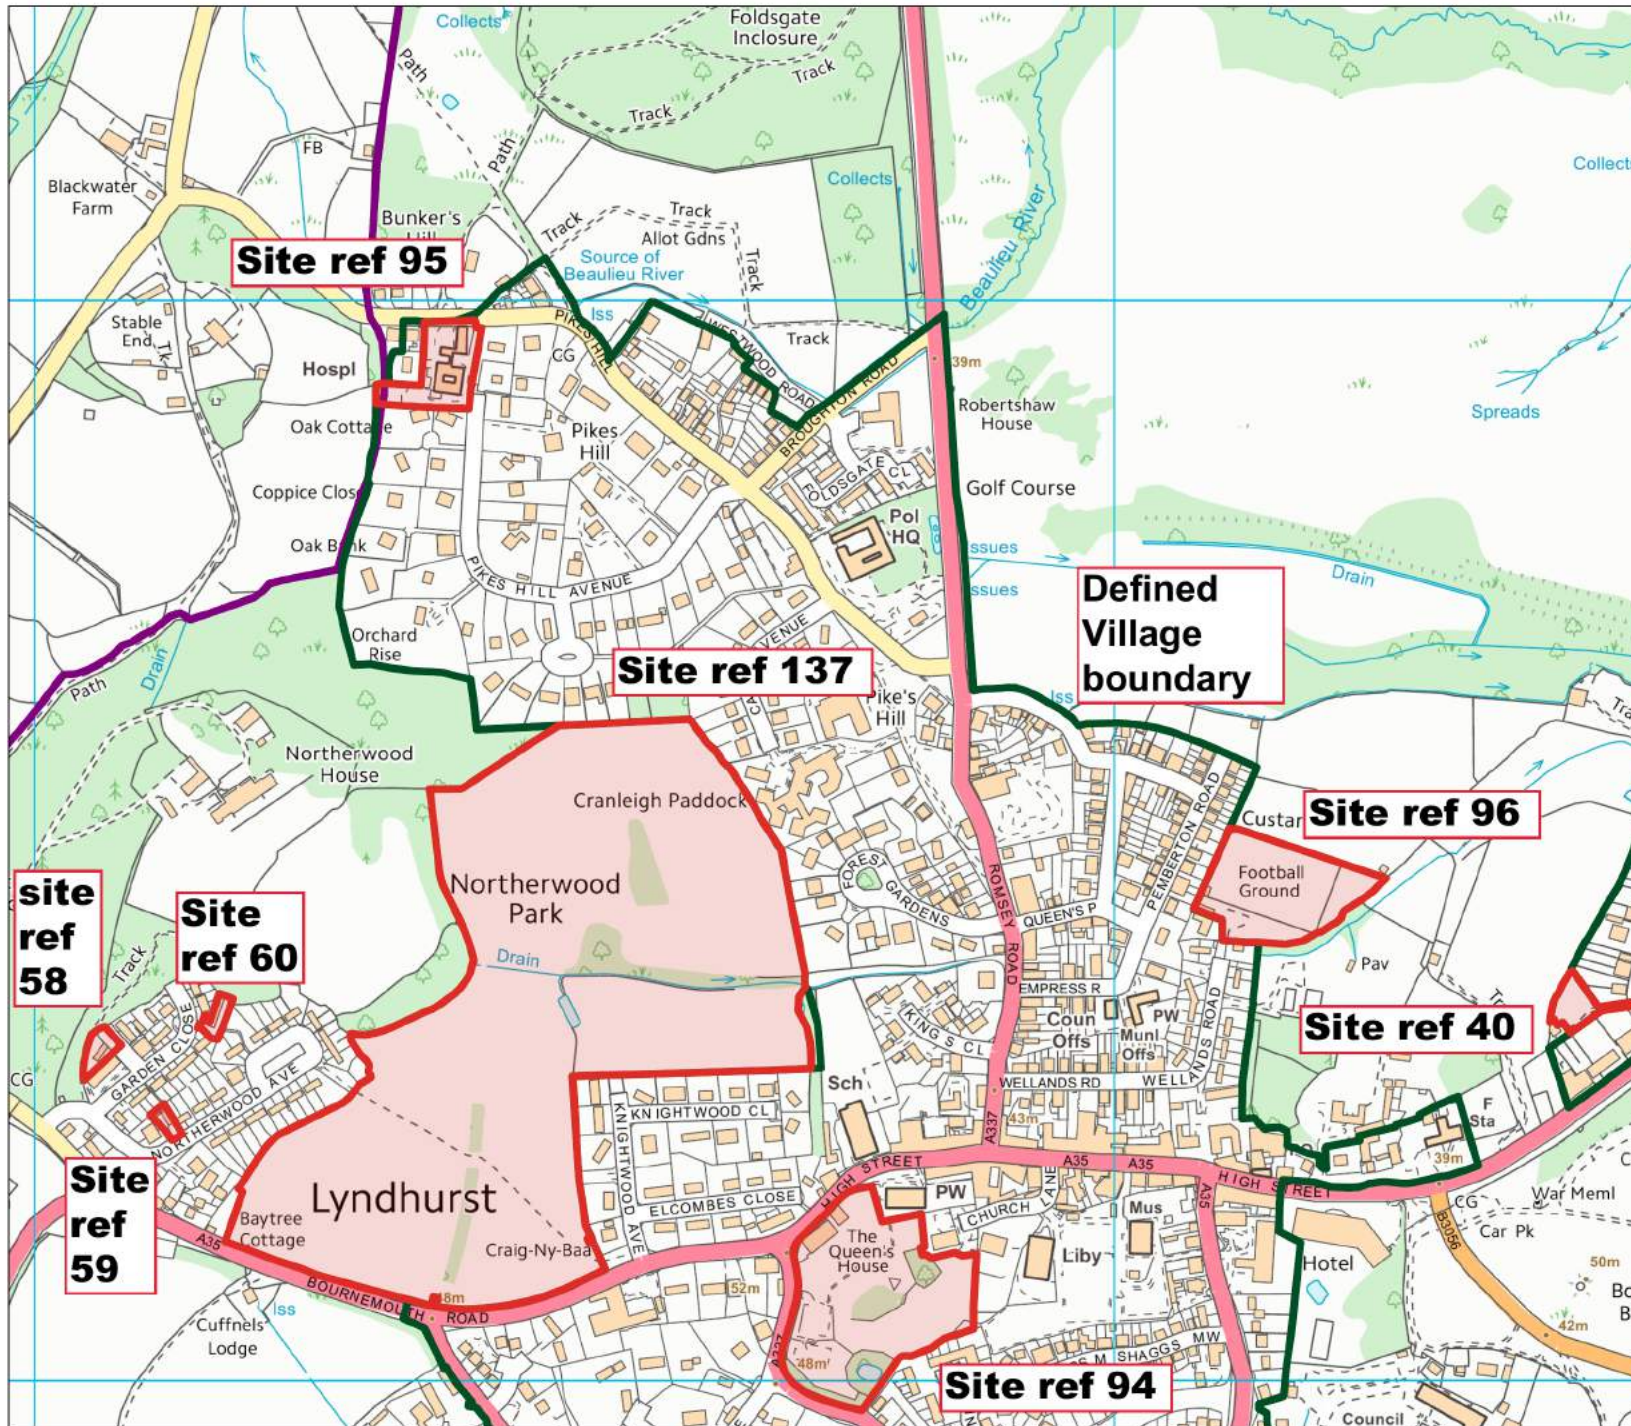 Collects
Foldsgate
Inclosure
Path
Track
Track
FB
Path
Blackwater
Farm
Collects
Collects
Bunker's
Track
Track
Allot Gdns
Track
Beaulieu River
Site ref 95
Source of
Beaulieu River
Iss
PIKES HILL
WESTWOOD ROAD
Track
Stable
End
Tk
CG
BROUGHTON ROAD
39m
Hospl
Robertshaw
House
Spreads
Oak Cottage
Pikes
Hill
FOLDSGATE CL
Coppice Close
Golf Course
Pol
HQ
Oak Bank
Issues
PIKES HILL AVENUE
Issues
Drain
Defined
Village
boundary
Orchard
Rise
Drain
Path
Site ref 137
Iss
Pike's
Hill
Northerwood
House
PEMBERTON ROAD
Cranleigh Paddock
Site ref 96
Football
Ground
FOREST
GARDENS
Northerwood
Park
QUEEN'S P
ROMSEY ROAD
site
ref
58
Site
ref 60
Track
Drain
Pav
EMPRESS R
KING'S CL
Coun
Offs
PW
Munl
Offs
WELLANDS ROAD
Site ref 40
GARDEN CLOSE
CG
NORTHERWOOD AVE
Sch
WELLANDS RD
KNIGHTWOOD CL
KNIGHTWOOD AVE
43m
A337
F
Sta
Site
ref
59
HIGH STREET
A35
A35
39m
HIGH STREET
Lyndhurst
ELCOMBES CLOSE
PW
CHURCH LANE
Mus
A35
CG
War Meml
Car Pk
B3056
Baytree
Cottage
Craig-Ny-Baa
The
Queen's
House
Liby
Hotel
50m
A35
BOURNEMOUTH ROAD
48m
52m
Iss
Cuffnels
Lodge
42m
A337
48m
SHAGGS MW
Site ref 94
Council